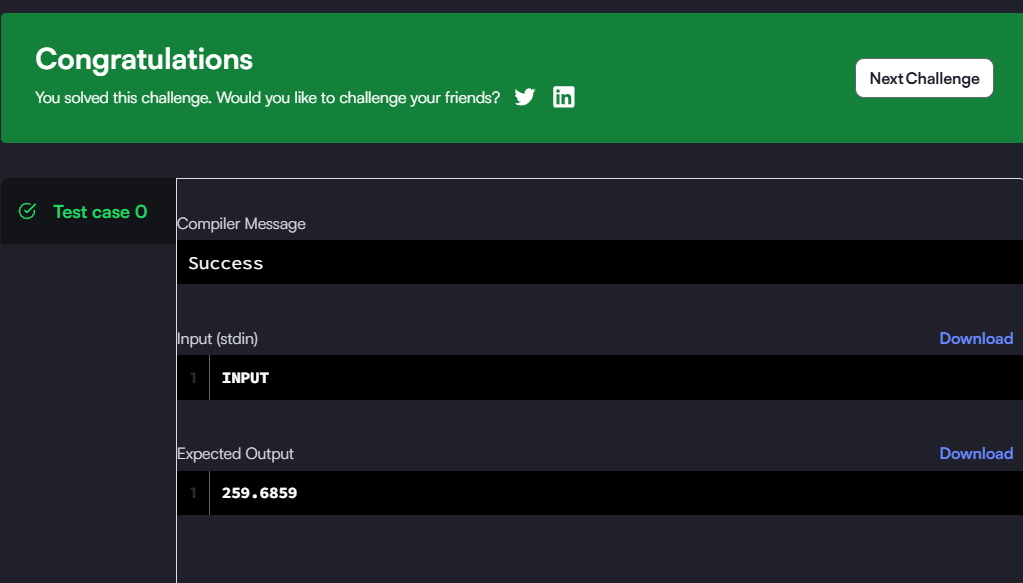 Congratulations
You solved this challenge. Would you like to challenge your friends?
Next Challenge
Test case 0
Compiler Message
Success
Input (stdin)
Download
1 INPUT
Expected Output
Download
1 259.6859